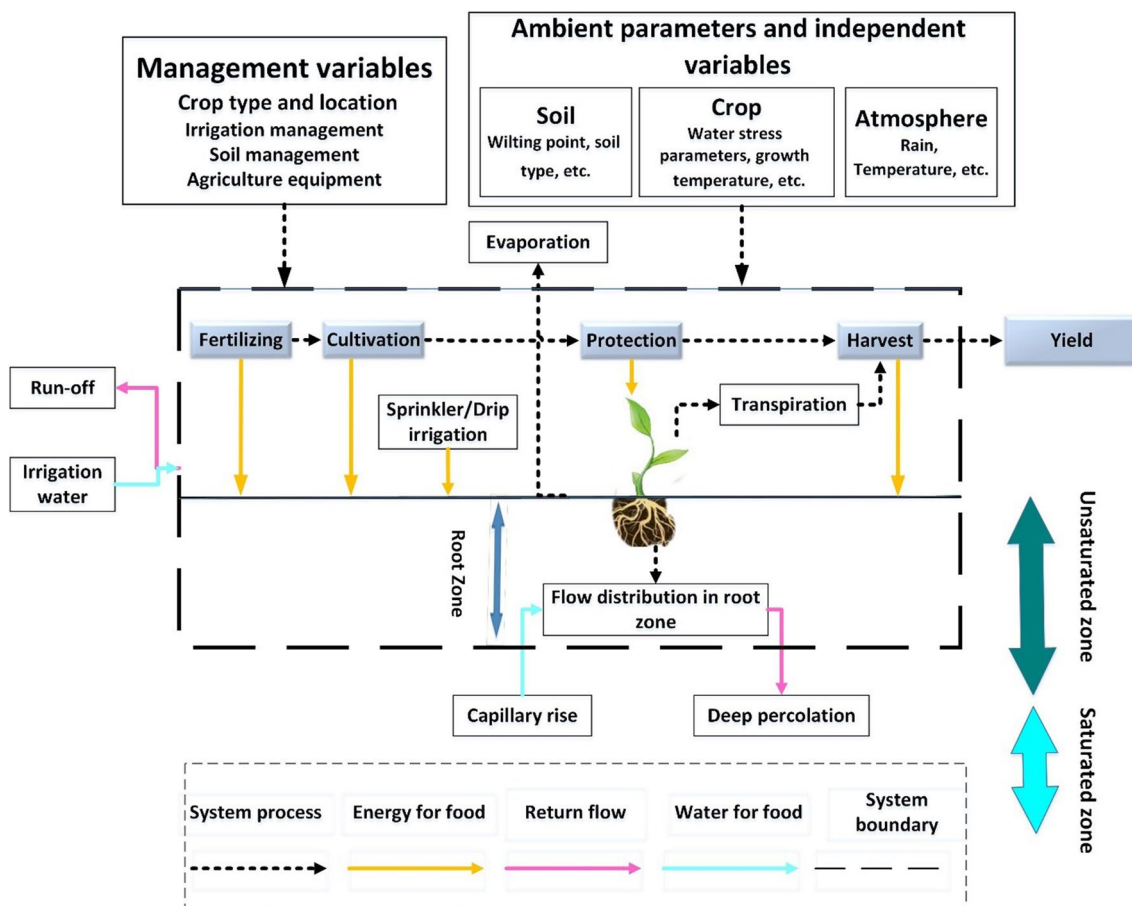 Management variables
Crop type and location
Irrigation management
Soil management
Agriculture equipment
Ambient parameters and independent
variables
Soil
Wilting point, soil
type, etc.
Crop
Water stress
parameters, growth
temperature, etc.
Atmosphere
Rain,
Temperature, etc.
Evaporation
Fertilizing
Cultivation
Protection
Harvest
Yield
Run-off
Irrigation
water
Sprinkler/Drip
irrigation
Transpiration
Root Zone
Flow distribution in root
zone
Capillary rise
Deep percolation
Unsaturated zone
Saturated zone
System process
Energy for food
Return flow
Water for food
System
boundary